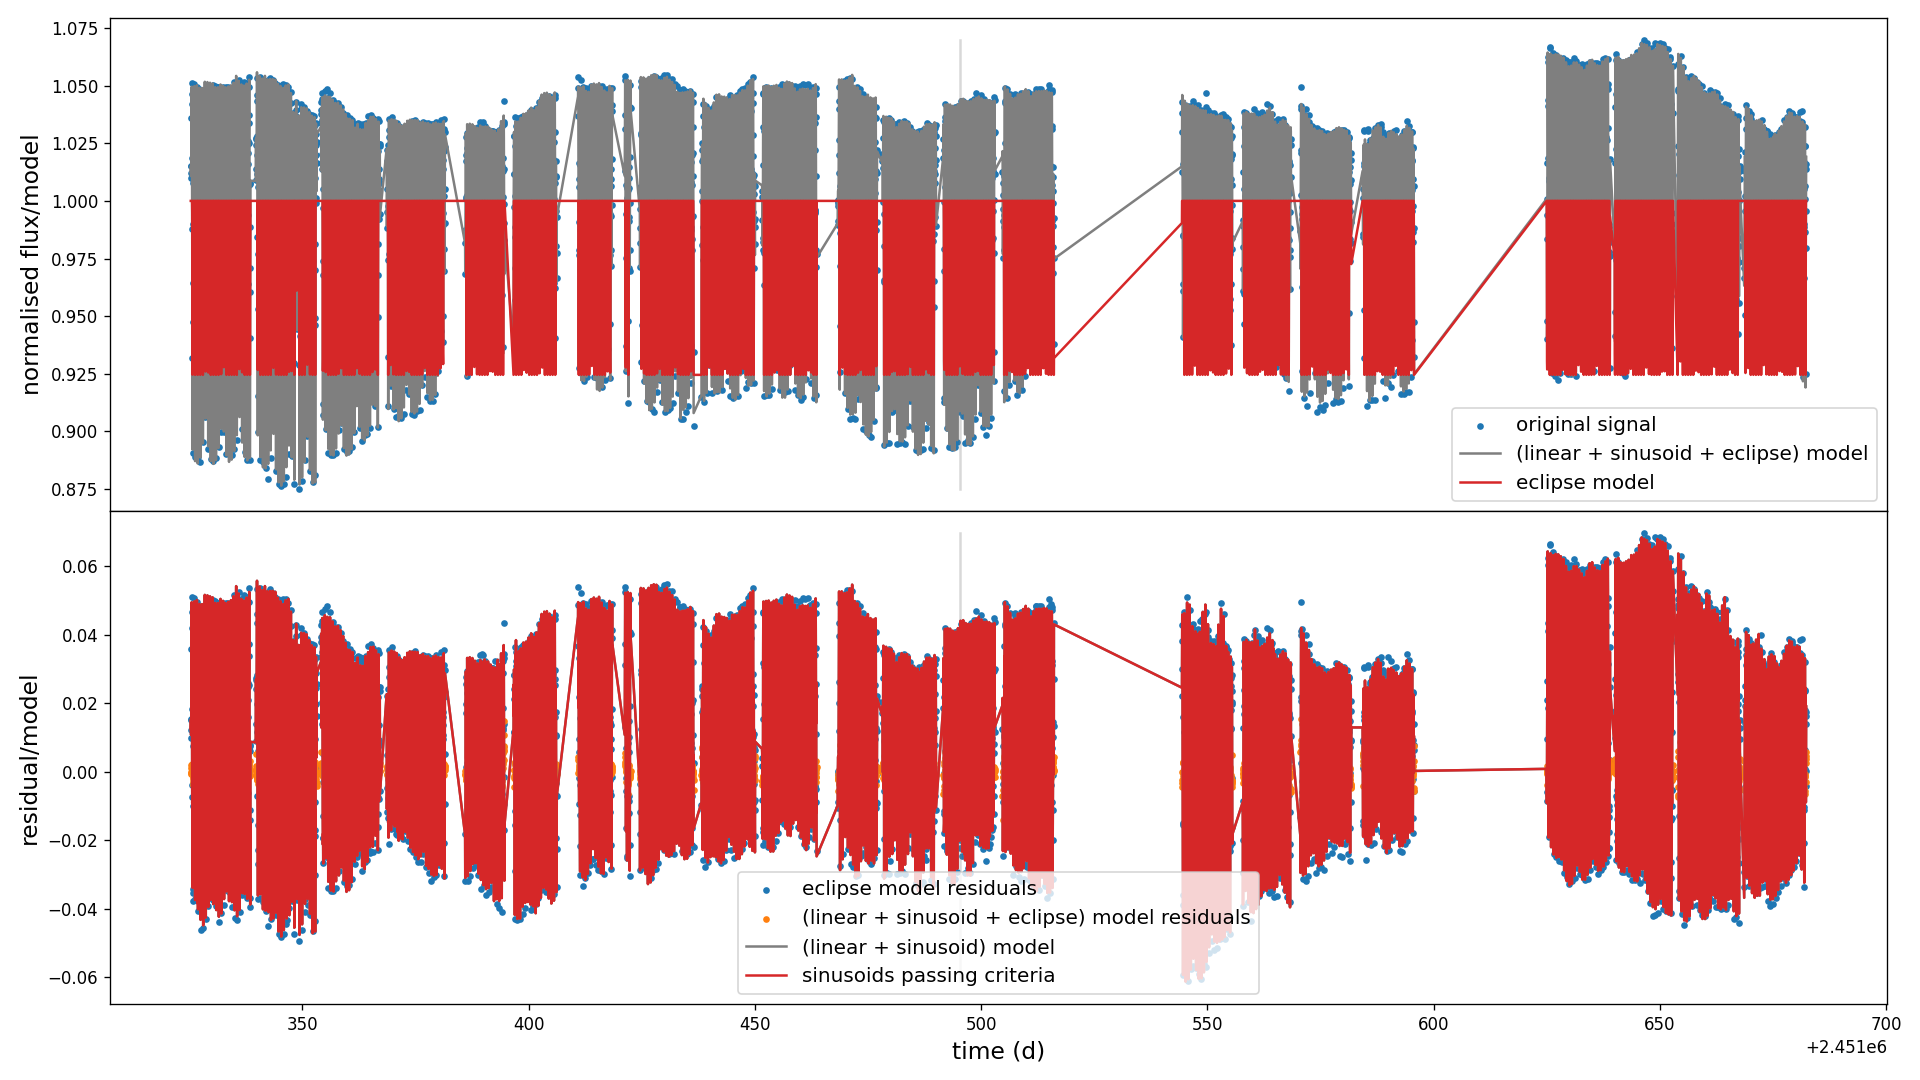 1.075
1.050
1.025
1.000
0.975
0.950
0.925
0.900
0.875
normalised flux/model
original signal
(linear + sinusoid + eclipse) model
eclipse model
0.06
0.04
0.02
0.00
−0.02
−0.04
−0.06
residual/model
eclipse model residuals
(linear + sinusoid + eclipse) model residuals
(linear + sinusoid) model
sinusoids passing criteria
350 400 450 500 550 600 650 700
time (d)
+2.451e6